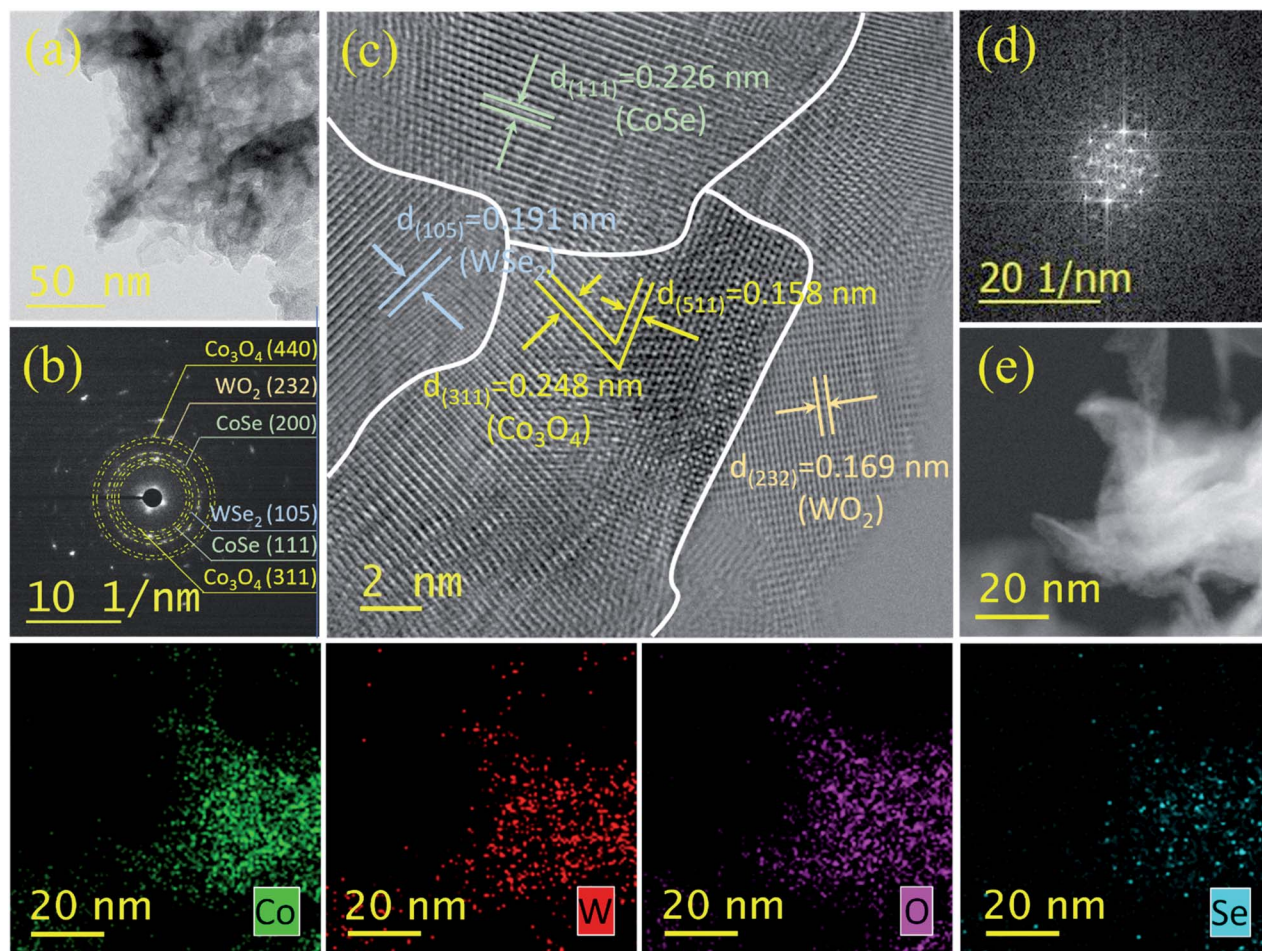 (a)
50 nm
(b)
Co₃O₄ (440)
WO₂ (232)
CoSe (200)
WSe₂ (105)
CoSe (111)
Co₃O₄ (311)
10 1/nm
(c)
d(111)=0.226 nm
(CoSe)
d(105)=0.191 nm
(WSe₂)
d(511)=0.158 nm
d(311)=0.248 nm
(Co₃O₄)
d(232)=0.169 nm
(WO₂)
2 nm
(d)
20 1/nm
(e)
20 nm
20 nm
Co
20 nm
W
20 nm
O
20 nm
Se